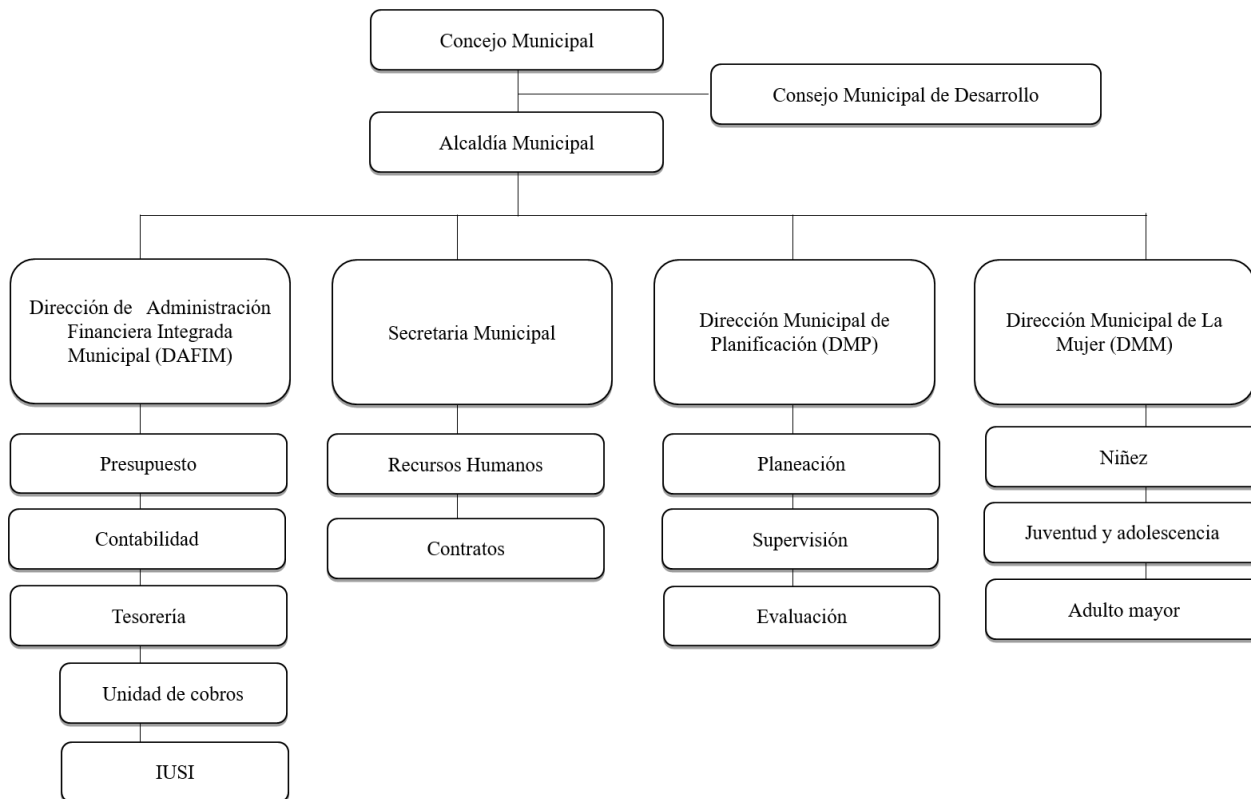 Concejo Municipal
Consejo Municipal de Desarrollo
Alcaldía Municipal
Dirección de Administración
Financiera Integrada
Municipal (DAFIM)
Secretaria Municipal
Dirección Municipal de
Planificación (DMP)
Dirección Municipal de La
Mujer (DMM)
Presupuesto
Recursos Humanos
Planeación
Niñez
Contabilidad
Contratos
Supervisión
Juventud y adolescencia
Tesorería
Evaluación
Adulto mayor
Unidad de cobros
IUSI